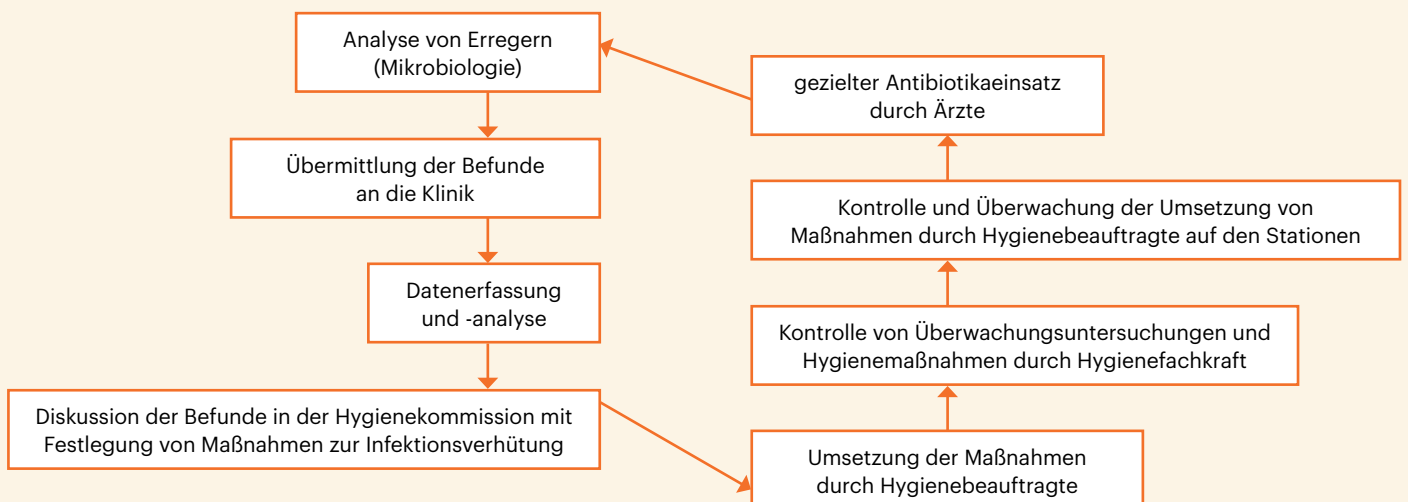 Analyse von Erregern
(Mikrobiologie)
Übermittlung der Befunde
an die Klinik
Datenerfassung
und -analyse
Diskussion der Befunde in der Hygienekommission mit
Festlegung von Maßnahmen zur Infektionsverhütung
Umsetzung der Maßnahmen
durch Hygienebeauftragte
Kontrolle von Überwachungsuntersuchungen und
Hygienemaßnahmen durch Hygienefachkraft
Kontrolle und Überwachung der Umsetzung von
Maßnahmen durch Hygienebeauftragte auf den Stationen
gezielter Antibiotikaeinsatz
durch Ärzte